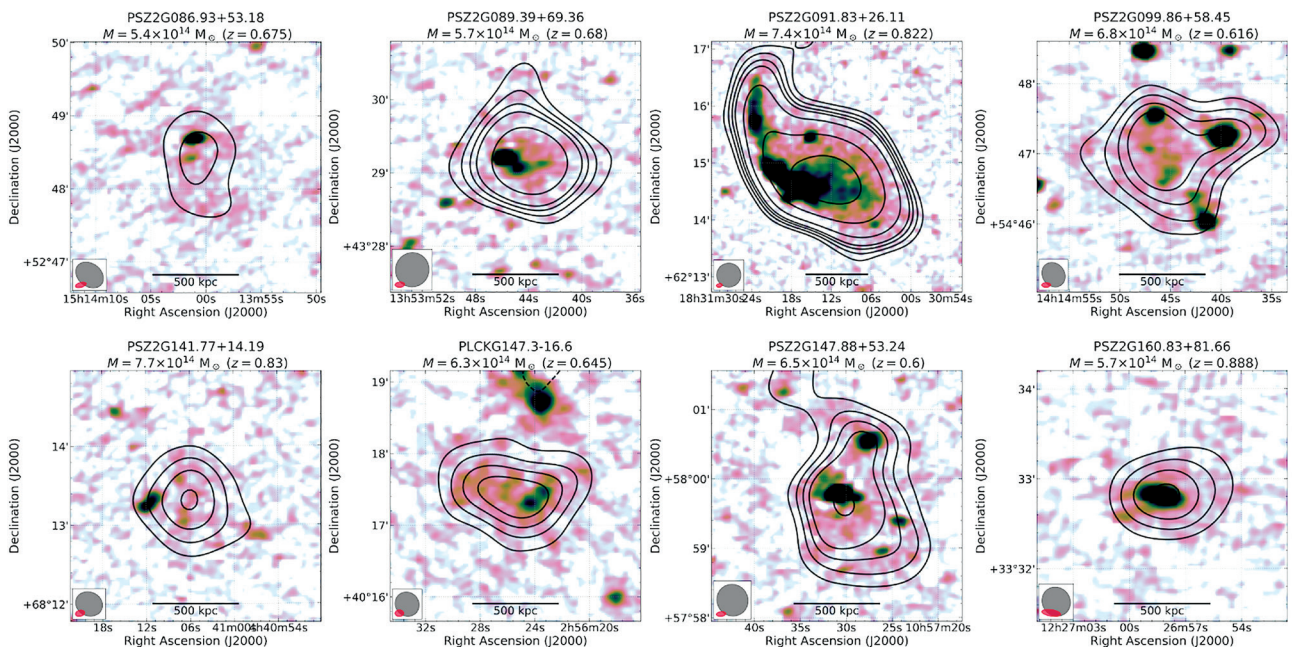 PSZ2G086.93+53.18
M = 5.4×10¹⁴ M⊙ (z = 0.675)
50′
49′
48′
+52°47′
Declination (J2000)
500 kpc
15ʰ14ᵐ10ˢ 05ˢ 00ˢ 13ᵐ55ˢ 50ˢ
Right Ascension (J2000)
PSZ2G089.39+69.36
M = 5.7×10¹⁴ M⊙ (z = 0.68)
30′
29′
+43°28′
Declination (J2000)
500 kpc
13ʰ53ᵐ52ˢ 48ˢ 44ˢ 40ˢ 36ˢ
Right Ascension (J2000)
PSZ2G091.83+26.11
M = 7.4×10¹⁴ M⊙ (z = 0.822)
17′
16′
15′
14′
+62°13′
Declination (J2000)
500 kpc
18ʰ31ᵐ30ˢ24ˢ 18ˢ 12ˢ 06ˢ 00ˢ 30ᵐ54ˢ
Right Ascension (J2000)
PSZ2G099.86+58.45
M = 6.8×10¹⁴ M⊙ (z = 0.616)
48′
47′
+54°46′
Declination (J2000)
500 kpc
14ʰ14ᵐ55ˢ 50ˢ 45ˢ 40ˢ 35ˢ
Right Ascension (J2000)
PSZ2G141.77+14.19
M = 7.7×10¹⁴ M⊙ (z = 0.83)
14′
13′
+68°12′
Declination (J2000)
500 kpc
18ˢ 12ˢ 06ˢ 41ᵐ00ˢ4ʰ40ᵐ54ˢ
Right Ascension (J2000)
PLCKG147.3-16.6
M = 6.3×10¹⁴ M⊙ (z = 0.645)
19′
18′
17′
+40°16′
Declination (J2000)
500 kpc
32ˢ 28ˢ 24ˢ 2ʰ56ᵐ20ˢ
Right Ascension (J2000)
PSZ2G147.88+53.24
M = 6.5×10¹⁴ M⊙ (z = 0.6)
01′
+58°00′
59′
+57°58′
Declination (J2000)
500 kpc
40ˢ 35ˢ 30ˢ 25ˢ 10ʰ57ᵐ20ˢ
Right Ascension (J2000)
PSZ2G160.83+81.66
M = 5.7×10¹⁴ M⊙ (z = 0.888)
34′
33′
+33°32′
Declination (J2000)
500 kpc
12ʰ27ᵐ03ˢ 00ˢ 26ᵐ57ˢ 54ˢ
Right Ascension (J2000)